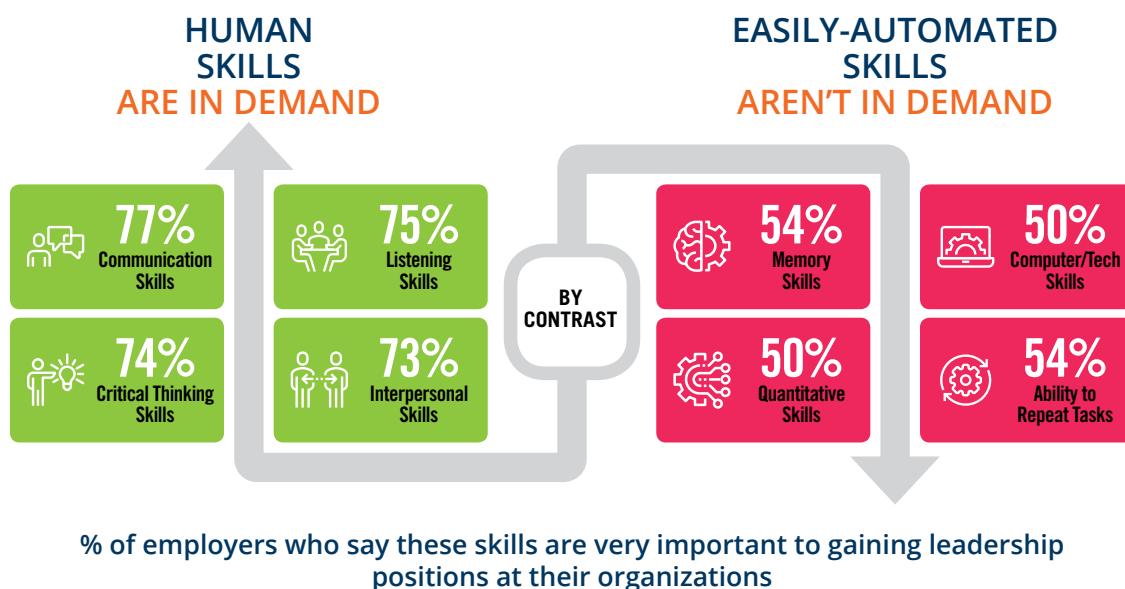 HUMAN
SKILLS
ARE IN DEMAND
77%
Communication
Skills
75%
Listening
Skills
74%
Critical Thinking
Skills
73%
Interpersonal
Skills
BY
CONTRAST
EASILY-AUTOMATED
SKILLS
AREN'T IN DEMAND
54%
Memory
Skills
50%
Computer/Tech
Skills
50%
Quantitative
Skills
54%
Ability to
Repeat Tasks
% of employers who say these skills are very important to gaining leadership
positions at their organizations